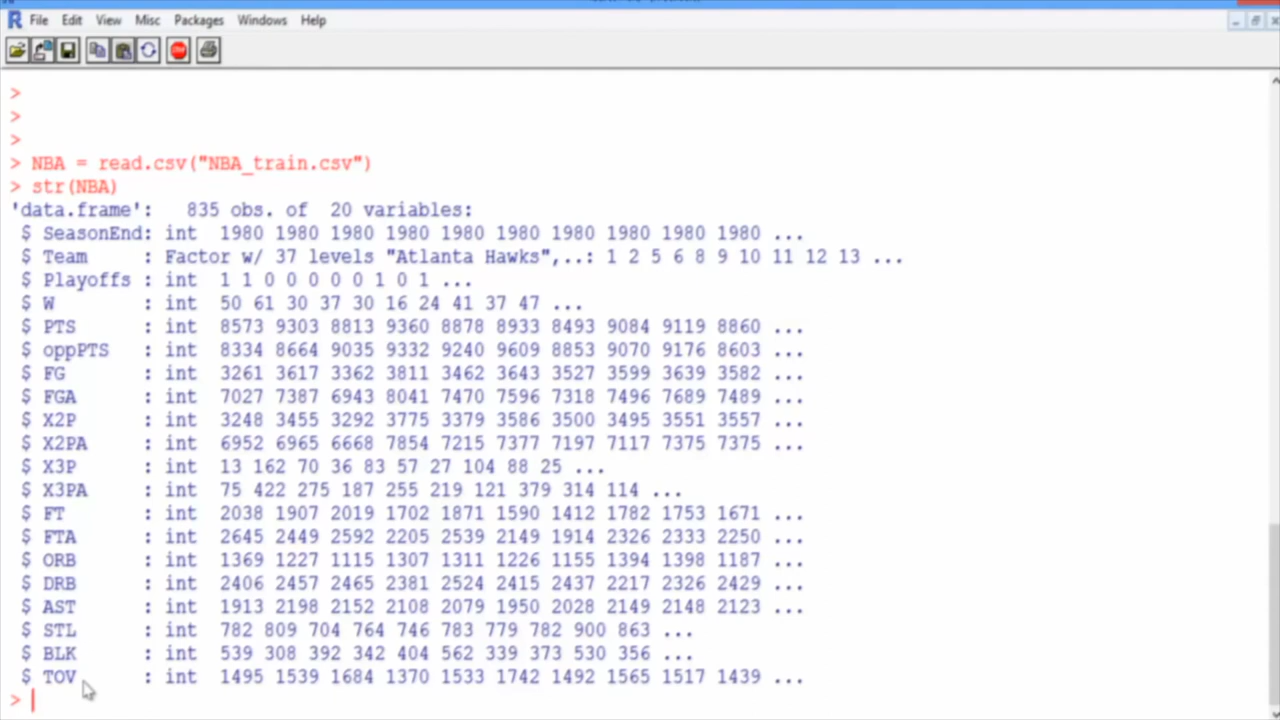 File Edit View Misc Packages Windows Help
>
>
>
> NBA = read.csv("NBA_train.csv")
> str(NBA)
'data.frame': 835 obs. of 20 variables:
$ SeasonEnd: int 1980 1980 1980 1980 1980 1980 1980 1980 1980 1980 ...
$ Team : Factor w/ 37 levels "Atlanta Hawks",..: 1 2 5 6 8 9 10 11 12 13 ...
$ Playoffs : int 1 1 0 0 0 0 0 1 0 1 ...
$ W : int 50 61 30 37 30 16 24 41 37 47 ...
$ PTS : int 8573 9303 8813 9360 8878 8933 8493 9084 9119 8860 ...
$ oppPTS : int 8334 8664 9035 9332 9240 9609 8853 9070 9176 8603 ...
$ FG : int 3261 3617 3362 3811 3462 3643 3527 3599 3639 3582 ...
$ FGA : int 7027 7387 6943 8041 7470 7596 7318 7496 7689 7489 ...
$ X2P : int 3248 3455 3292 3775 3379 3586 3500 3495 3551 3557 ...
$ X2PA : int 6952 6965 6668 7854 7215 7377 7197 7117 7375 7375 ...
$ X3P : int 13 162 70 36 83 57 27 104 88 25 ...
$ X3PA : int 75 422 275 187 255 219 121 379 314 114 ...
$ FT : int 2038 1907 2019 1702 1871 1590 1412 1782 1753 1671 ...
$ FTA : int 2645 2449 2592 2205 2539 2149 1914 2326 2333 2250 ...
$ ORB : int 1369 1227 1115 1307 1311 1226 1155 1394 1398 1187 ...
$ DRB : int 2406 2457 2465 2381 2524 2415 2437 2217 2326 2429 ...
$ AST : int 1913 2198 2152 2108 2079 1950 2028 2149 2148 2123 ...
$ STL : int 782 809 704 764 746 783 779 782 900 863 ...
$ BLK : int 539 308 392 342 404 562 339 373 530 356 ...
$ TOV : int 1495 1539 1684 1370 1533 1742 1492 1565 1517 1439 ...
>